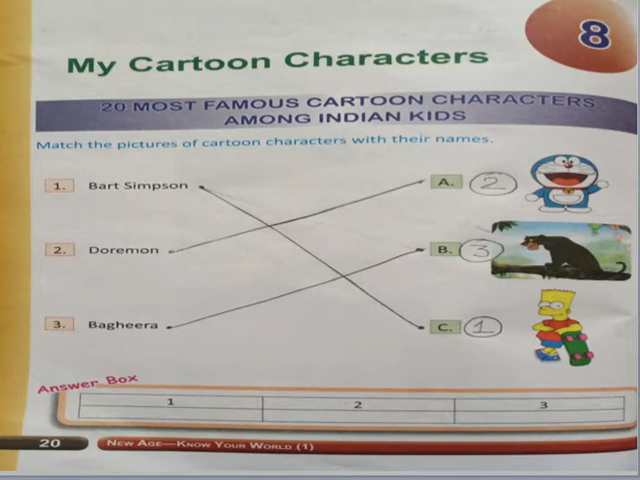 8
My Cartoon Characters
20 MOST FAMOUS CARTOON CHARACTERS
AMONG INDIAN KIDS
Match the pictures of cartoon characters with their names.
1. Bart Simpson A. 2
2. Doremon B. 3
3. Bagheera C. 1
Answer Box
1 2 3
20 NEW AGE—KNOW YOUR WORLD (1)